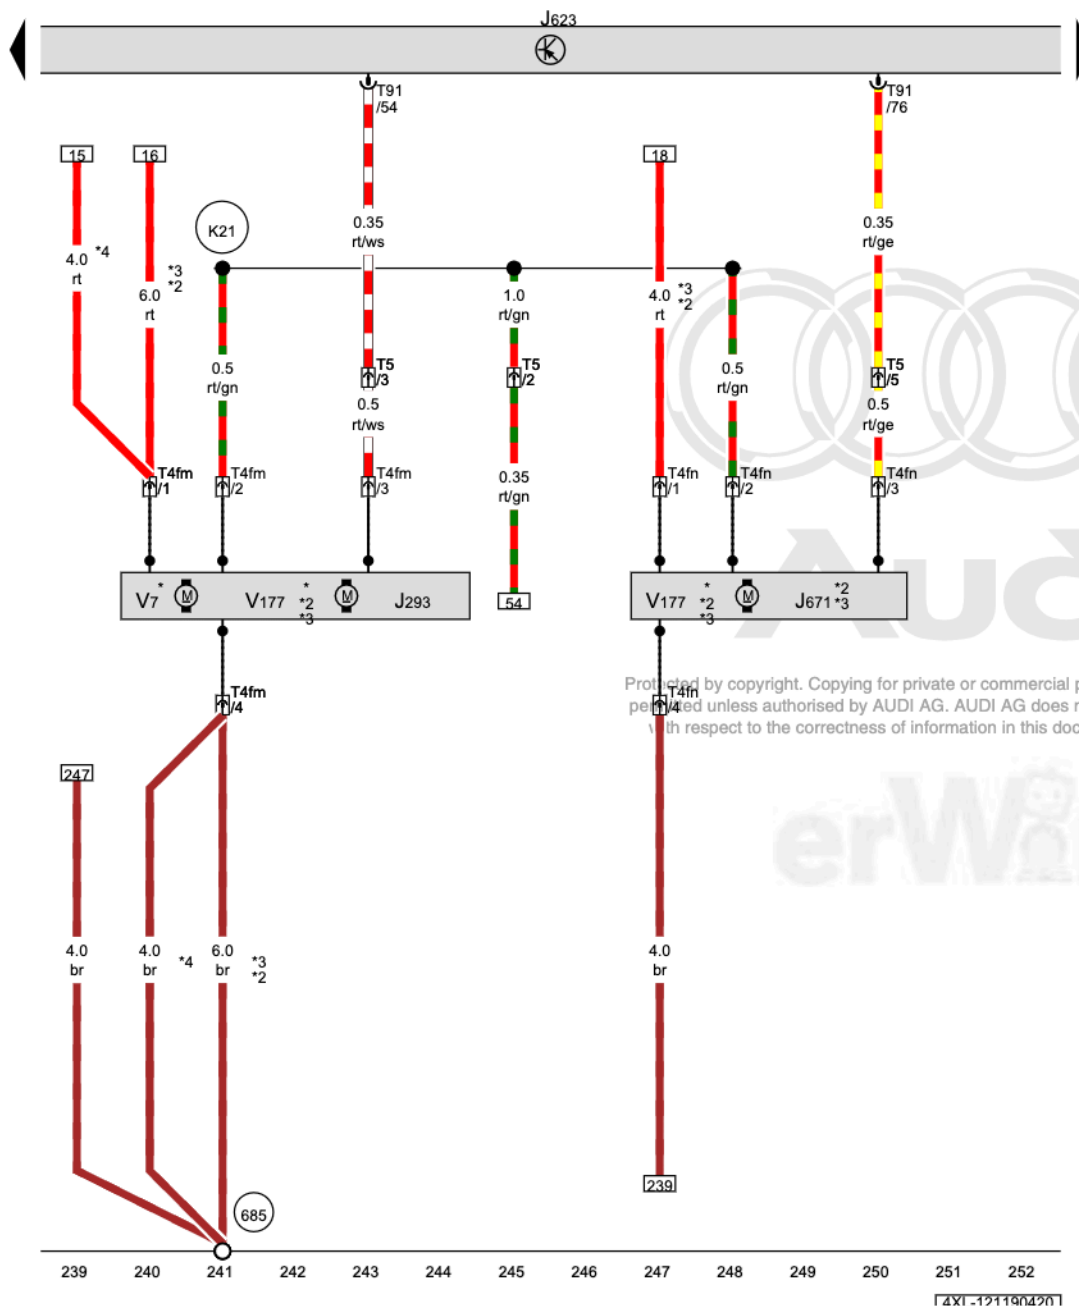 J623
T91
/54
T91
/76
15
16
18
K21
0.35
rt/ws
0.35
rt/ge
4.0
rt
*4
6.0
rt
*3
*2
1.0
rt/gn
4.0
rt
*3
*2
0.5
rt/gn
T5
/3
T5
/2
0.5
rt/gn
T5
/5
0.5
rt/ws
0.5
rt/ge
T4fm
/1
T4fm
/2
T4fm
/3
0.35
rt/gn
T4fn
/1
T4fn
/2
T4fn
/3
V7
*
M
V177
*
*2
*3
M
J293
54
V177
*
*2
*3
M
J671
*2
*3
Audi
T4fm
/4
T4fn
/4
Protected by copyright. Copying for private or commercial
permitted unless authorised by AUDI AG. AUDI AG does
with respect to the correctness of information in this doc
247
erWi
4.0
br
4.0
br
*4
6.0
br
*3
*2
4.0
br
239
685
239 240 241 242 243 244 245 246 247 248 249 250 251 252
4XL-121190420